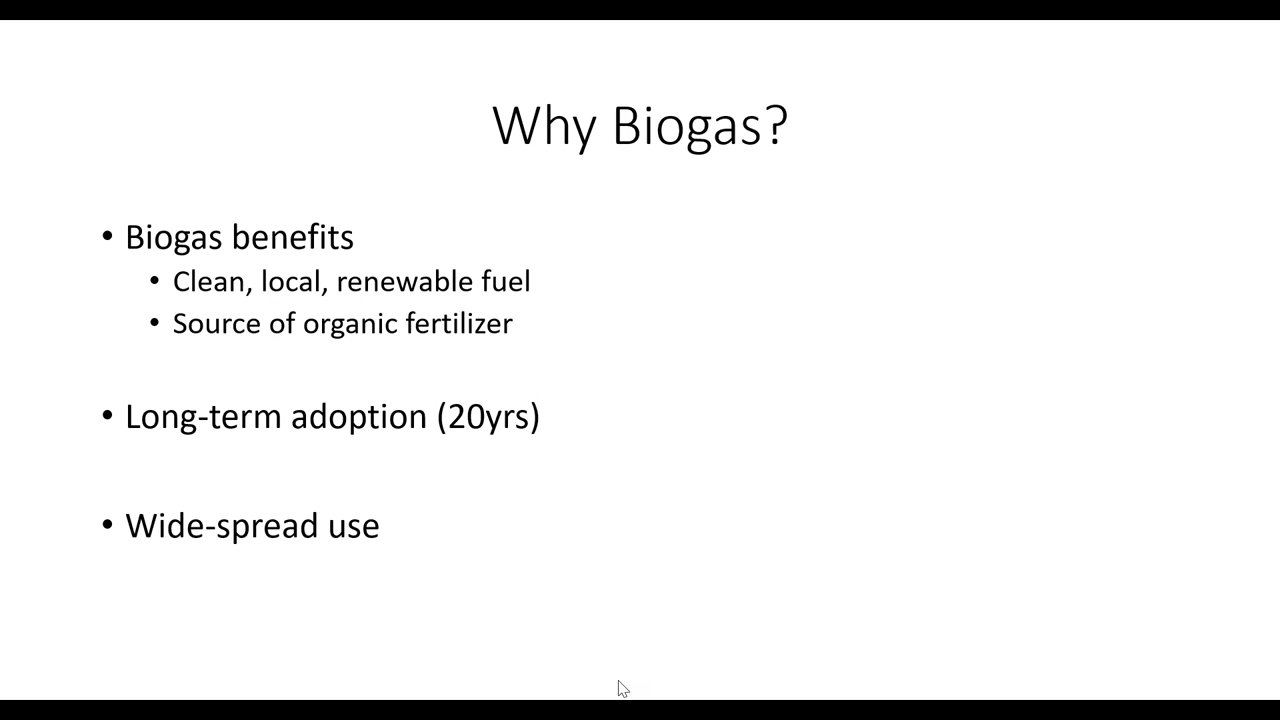 Why Biogas?
• Biogas benefits
• Clean, local, renewable fuel
• Source of organic fertilizer
• Long-term adoption (20yrs)
• Wide-spread use